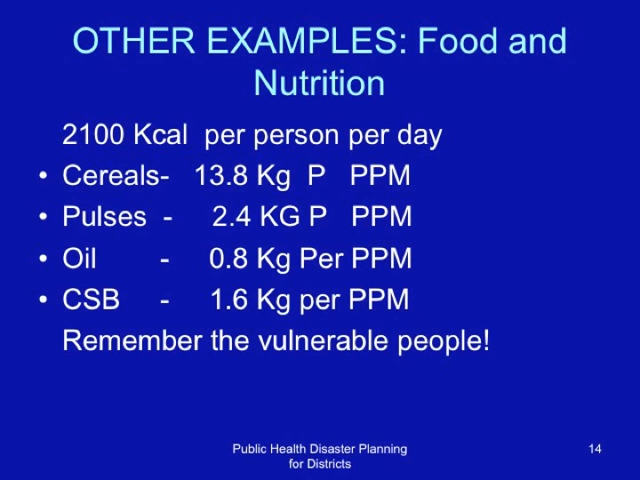 OTHER EXAMPLES: Food and
Nutrition
2100 Kcal per person per day
• Cereals- 13.8 Kg P PPM
• Pulses - 2.4 KG P PPM
• Oil - 0.8 Kg Per PPM
• CSB - 1.6 Kg per PPM
Remember the vulnerable people!
Public Health Disaster Planning
for Districts
14